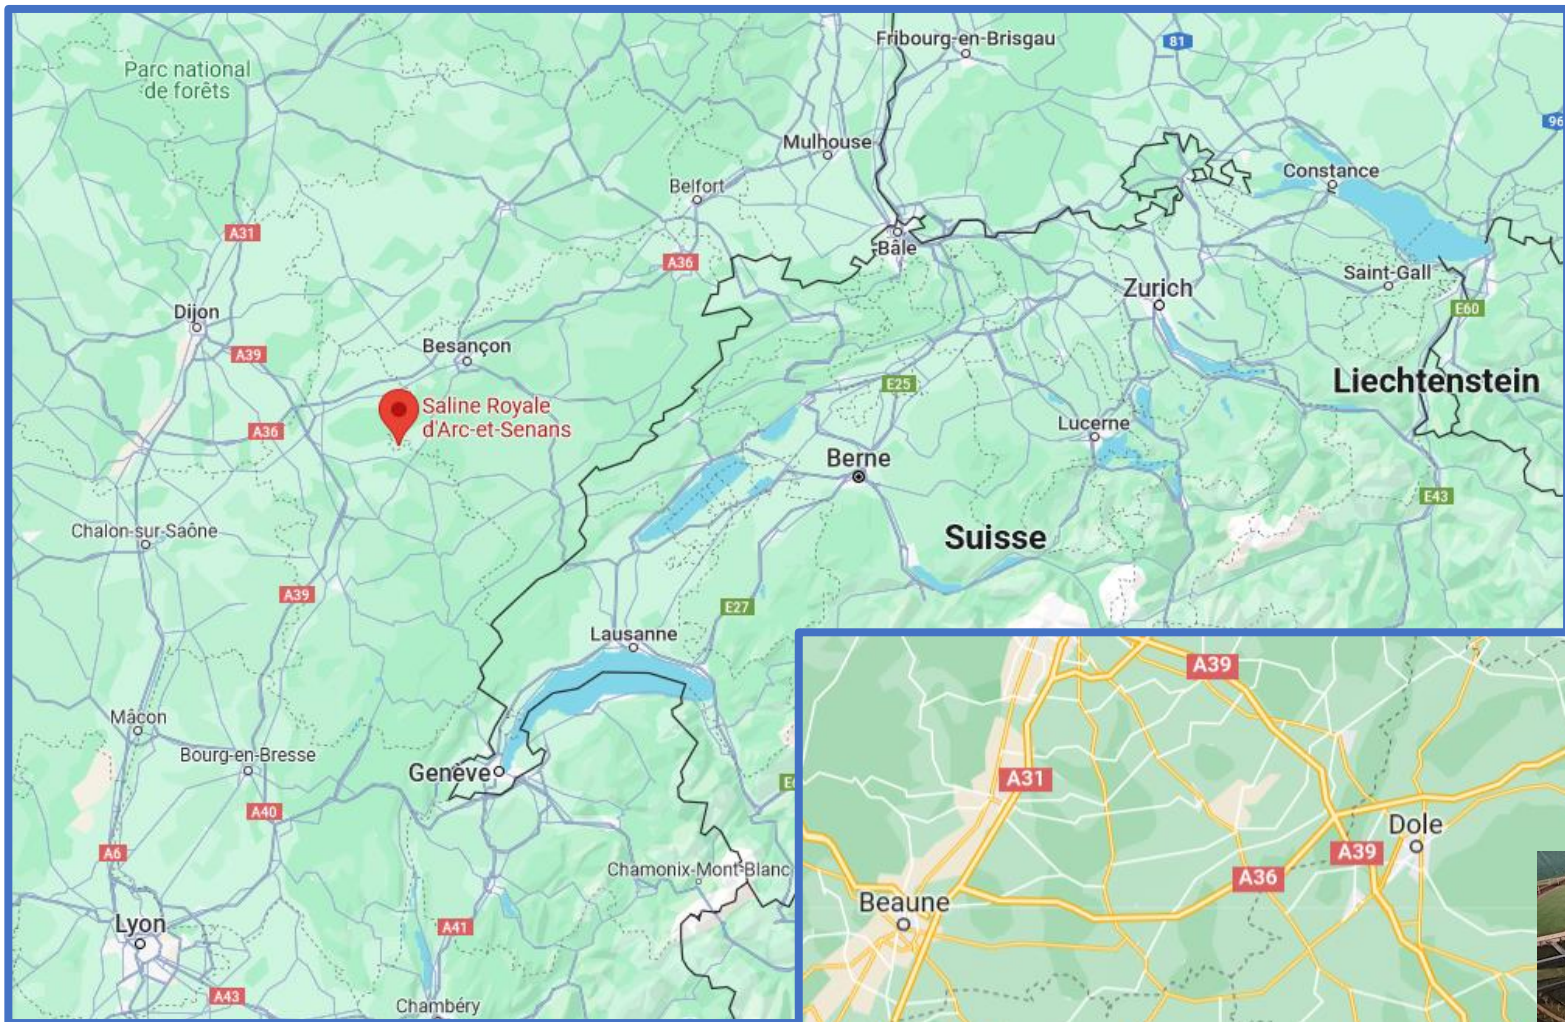 Fribourg-en-Brisgau
81
Parc national
de forêts
96
Mulhouse
Constance
Belfort
A31
Bâle
A36
Saint-Gall
Zurich
E60
Dijon
Besançon
A39
E25
Liechtenstein
Saline Royale
d'Arc-et-Senans
A36
Lucerne
Berne
E43
Chalon-sur-Saône
Suisse
A39
E27
Lausanne
Mâcon
Bourg-en-Bresse
Genève
A40
A6
Chamonix-Mont-Blanc
Lyon
A41
A43
Chambéry
A39
A31
Dole
A39
A36
Beaune